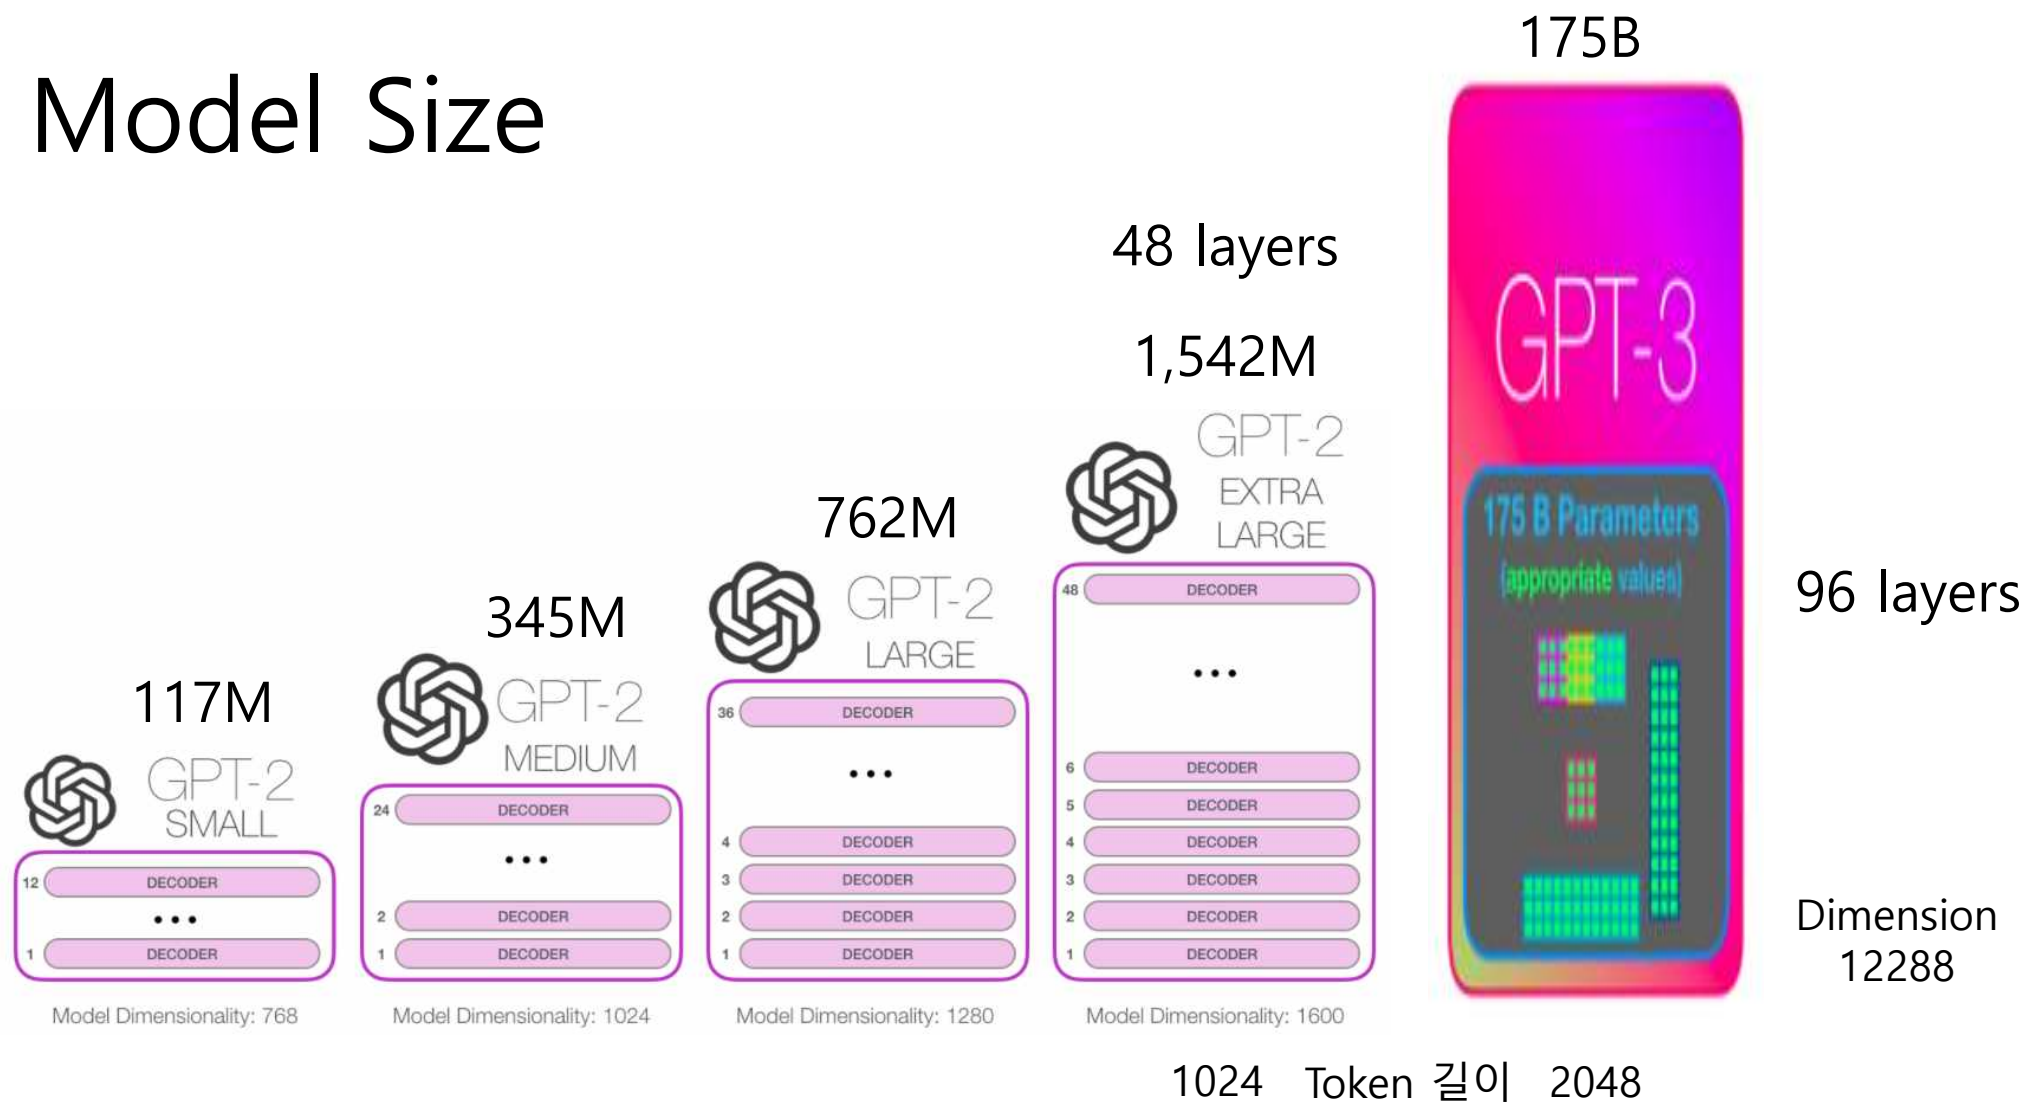 Model Size
117M
GPT-2
SMALL
12 DECODER
...
1 DECODER
Model Dimensionality: 768
345M
GPT-2
MEDIUM
24 DECODER
...
2 DECODER
1 DECODER
Model Dimensionality: 1024
762M
GPT-2
LARGE
36 DECODER
...
4 DECODER
3 DECODER
2 DECODER
1 DECODER
Model Dimensionality: 1280
48 layers
1,542M
GPT-2
EXTRA
LARGE
48 DECODER
...
6 DECODER
5 DECODER
4 DECODER
3 DECODER
2 DECODER
1 DECODER
Model Dimensionality: 1600
175B
GPT-3
175 B Parameters
(appropriate values)
96 layers
Dimension
12288
1024 Token 길이 2048